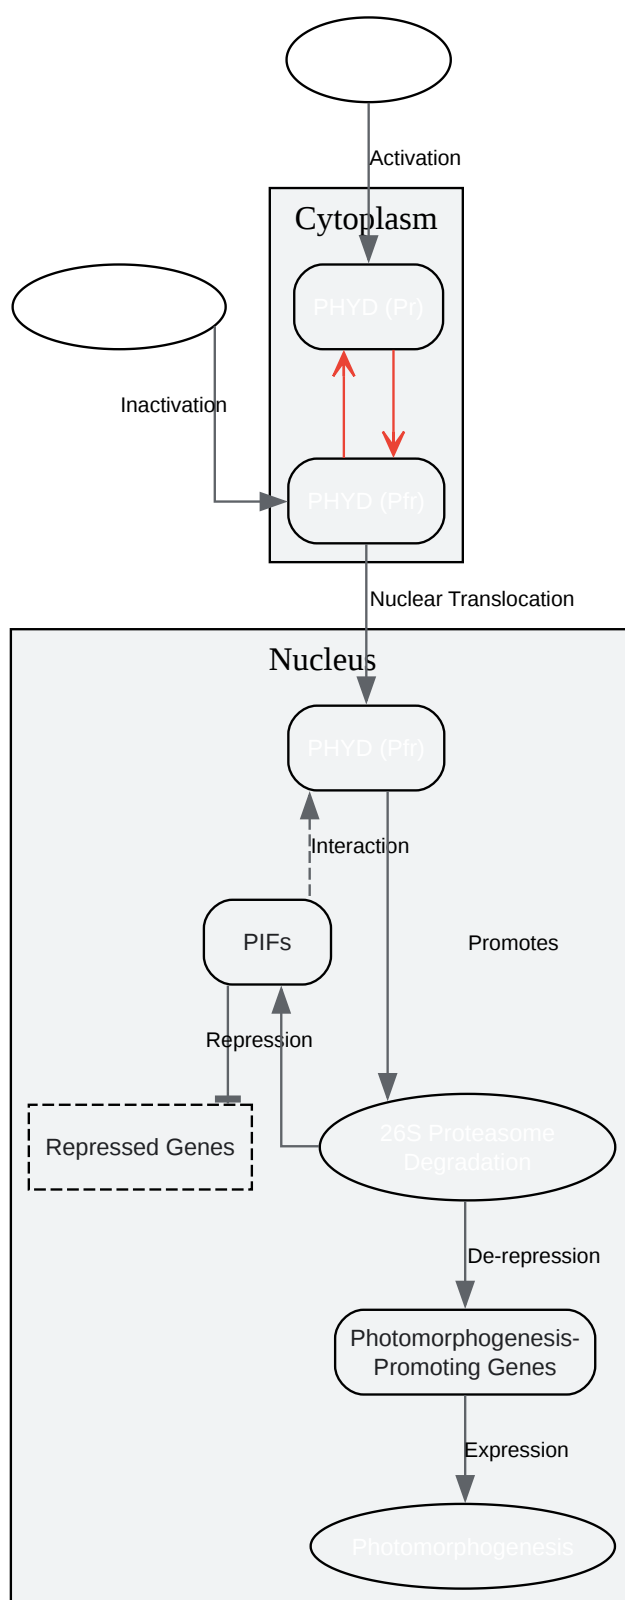 Activation
Cytoplasm
PHYD (Pr)
Inactivation
PHYD (Pfr)
Nuclear Translocation
Nucleus
PHYD (Pfr)
Interaction
PIFs
Promotes
Repression
26S Proteasome
Degradation
Repressed Genes
De-repression
Photomorphogenesis-
Promoting Genes
Expression
Photomorphogenesis